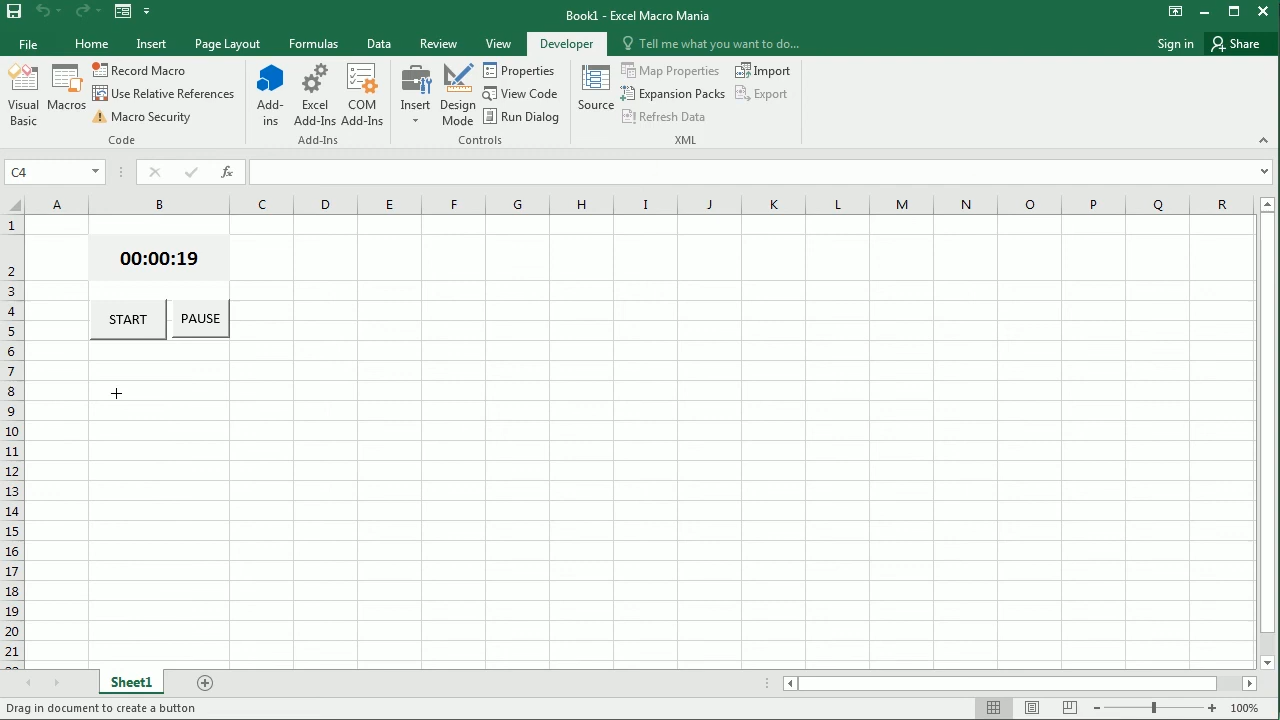 Book1 - Excel Macro Mania
File Home Insert Page Layout Formulas Data Review View Developer Tell me what you want to do... Sign in Share
Visual Basic
Macros
Record Macro
Use Relative References
Macro Security
Code
Add-ins
Excel Add-Ins
COM Add-Ins
Add-Ins
Insert
Design Mode
Properties
View Code
Run Dialog
Controls
Source
Map Properties
Expansion Packs
Refresh Data
Import
Export
XML
C4 fx
A B C D E F G H I J K L M N O P Q R
1
2 00:00:19
3
4 START PAUSE
5
6
7
8
9
10
11
12
13
14
15
16
17
18
19
20
21
Sheet1
Drag in document to create a button 100%